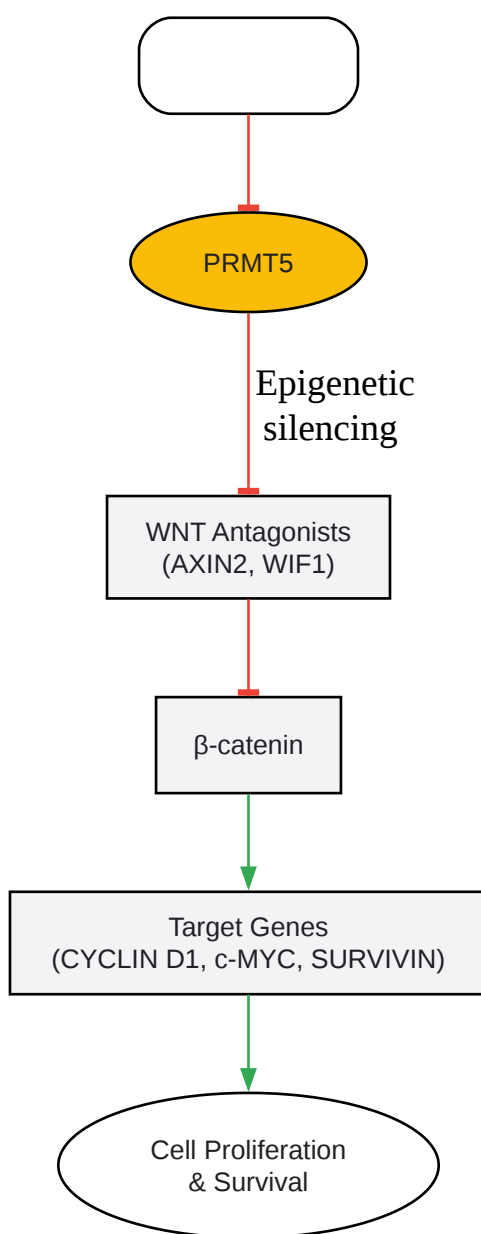 PRMT5
Epigenetic
silencing
WNT Antagonists
(AXIN2, WIF1)
β-catenin
Target Genes
(CYCLIN D1, c-MYC, SURVIVIN)
Cell Proliferation
& Survival